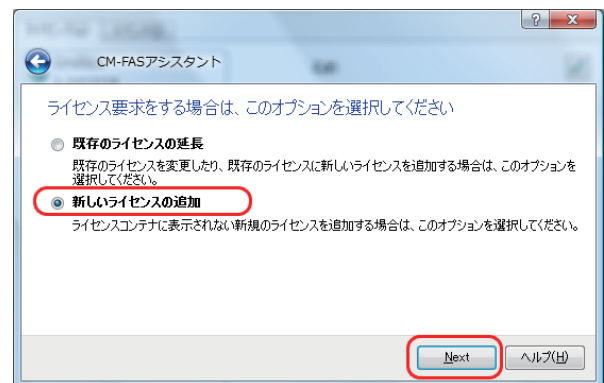 CM-FASアシスタント
ライセンス要求をする場合は、このオプションを選択してください
既存のライセンスの延長
既存のライセンスを変更したり、既存のライセンスに新しいライセンスを追加する場合は、このオプションを
選択してください。
新しいライセンスの追加
ライセンスコンテナに表示されない新規のライセンスを追加する場合は、このオプションを選択してください。
Next
ヘルプ(H)